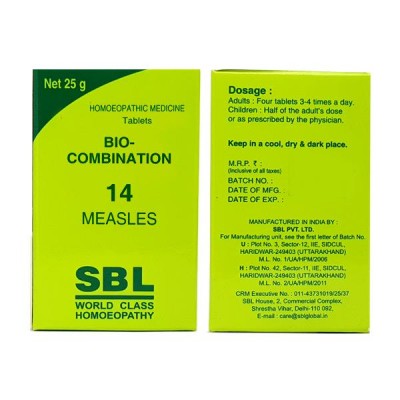 Net 25 g
HOMOEOPATHIC MEDICINE
Tablets
BIO-
COMBINATION
14
MEASLES
SBL
WORLD CLASS
HOMOEOPATHY
Dosage :
Adults : Four tablets 3-4 times a day.
Children : Half of the adult's dose
or as prescribed by the physician.
Keep in a cool, dry & dark place.
M.R.P. ₹ :
(Inclusive of all taxes)
BATCH NO. :
DATE OF MFG. :
DATE OF EXP. :
MANUFACTURED IN INDIA BY :
SBL PVT. LTD.
For Manufacturing unit, see the first letter of Batch No.
U : Plot No. 3, Sector-12, IIE, SIDCUL,
HARIDWAR-249403 (UTTARAKHAND)
M.L. No. 1/UA/HPM/2006
H : Plot No. 42, Sector-11, IIE, SIDCUL,
HARIDWAR-249403 (UTTARAKHAND)
M.L. No. 2/UA/HPM/2011
CRM Executive No. : 011-43731019/25/37
SBL House, 2, Commercial Complex,
Shrestha Vihar, Delhi-110 092,
E-mail : care@sblglobal.in